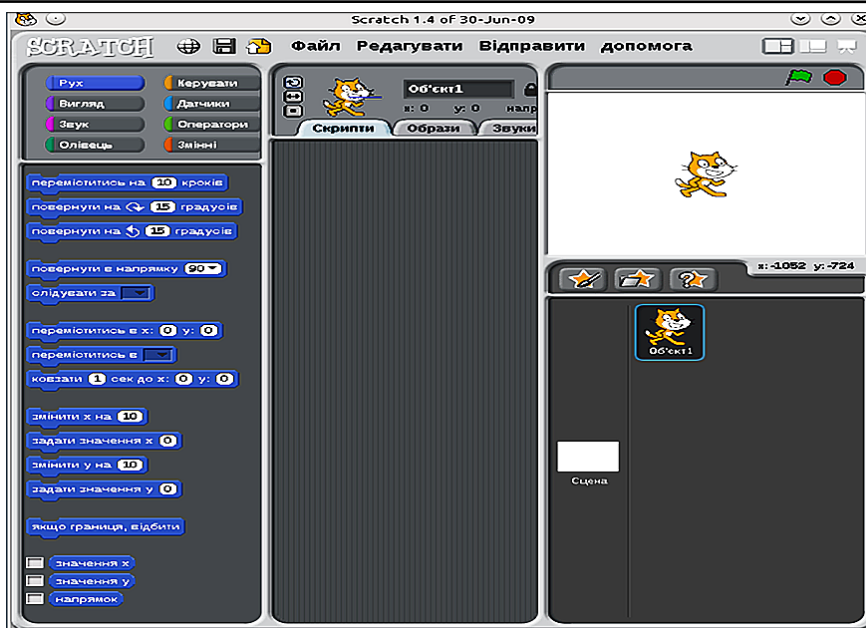 Scratch 1.4 of 30-Jun-09
SCRATCH Файл Редагувати Відправити допомога
Рух Керувати
Вигляд Датчики
Звук Оператори
Олівець Змінні
Об'єкт1
x: 0 y: 0 напр
Скрипти Образи Звуки
переміститись на 10 кроків
повернути на 15 градусів
повернути на 15 градусів
повернути в напрямку 90
слідувати за
переміститись в x: 0 y: 0
переміститись в
ковзати 1 сек до x: 0 y: 0
змінити x на 10
задати значення x 0
змінити y на 10
задати значення y 0
якщо границя, відбити
значення x
значення y
напрямок
x: -1052 y: -724
Об'єкт1
Сцена